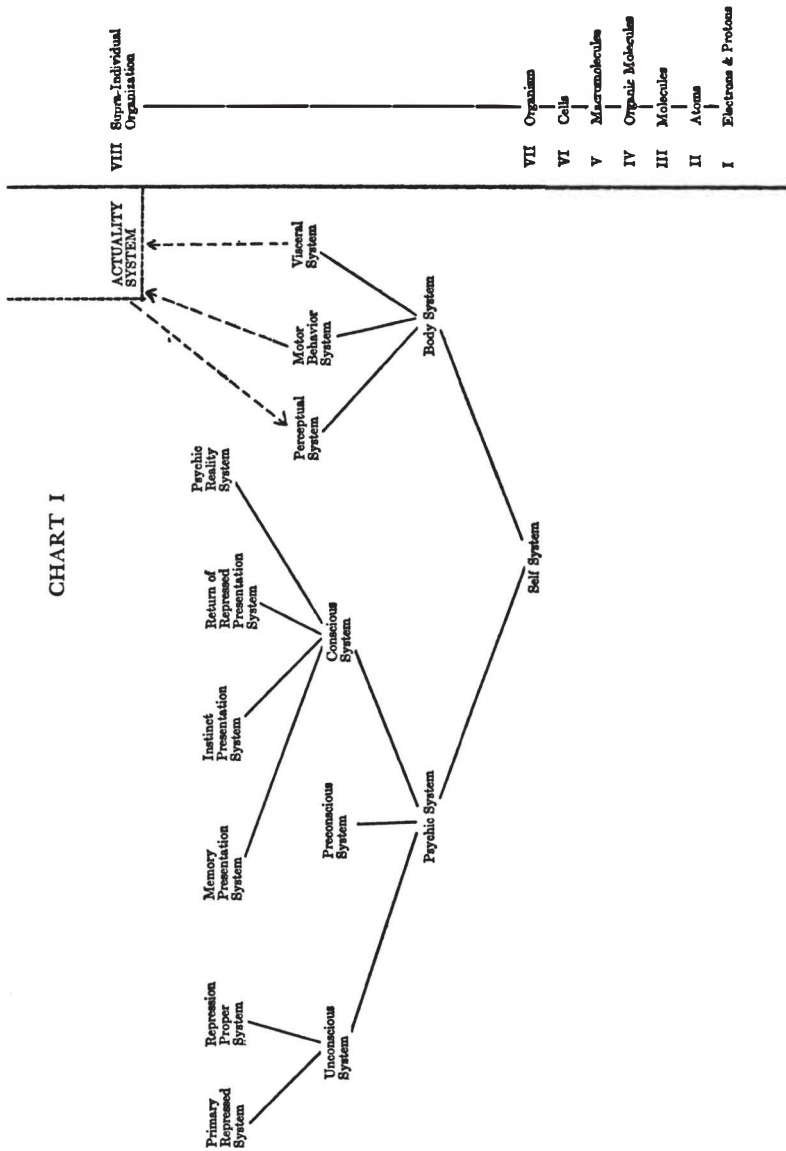 CHART I
Primary
Repressed
System
Repression
Proper
System
Memory
Presentation
System
Instinct
Presentation
System
Return of
Repressed
Presentation
System
Psychic
Reality
System
Unconscious
System
Preconscious
System
Conscious
System
Psychic System
Perceptual
System
Motor
Behavior
System
Visceral
System
Body System
Self System
ACTUALITY
SYSTEM
VIII Supra-Individual
Organization
VII Organism
VI Cells
V Macromolecules
IV Organic Molecules
III Molecules
II Atoms
I Electrons & Protons